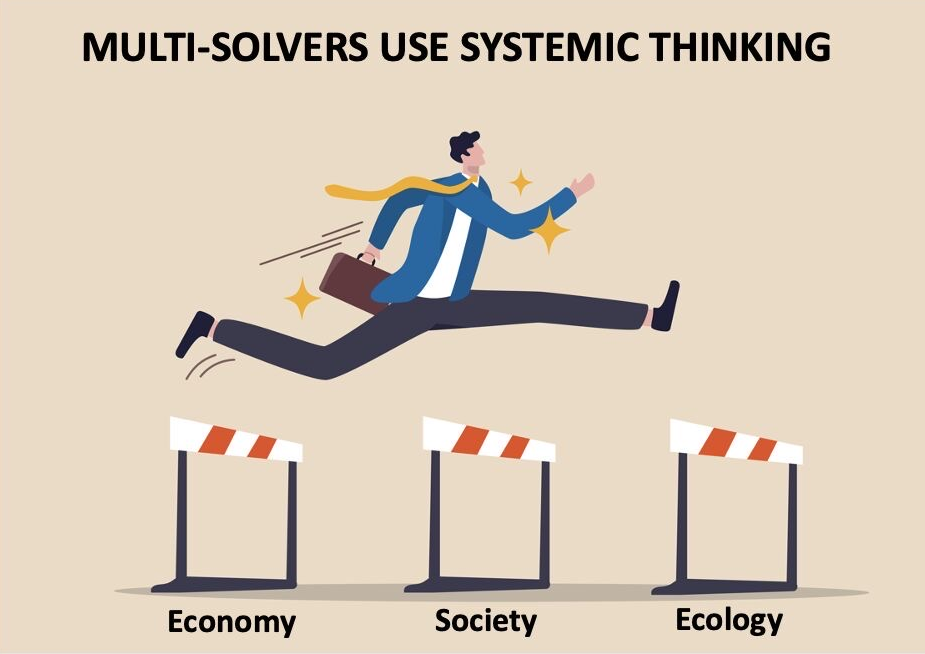 MULTI-SOLVERS USE SYSTEMIC THINKING
Economy
Society
Ecology